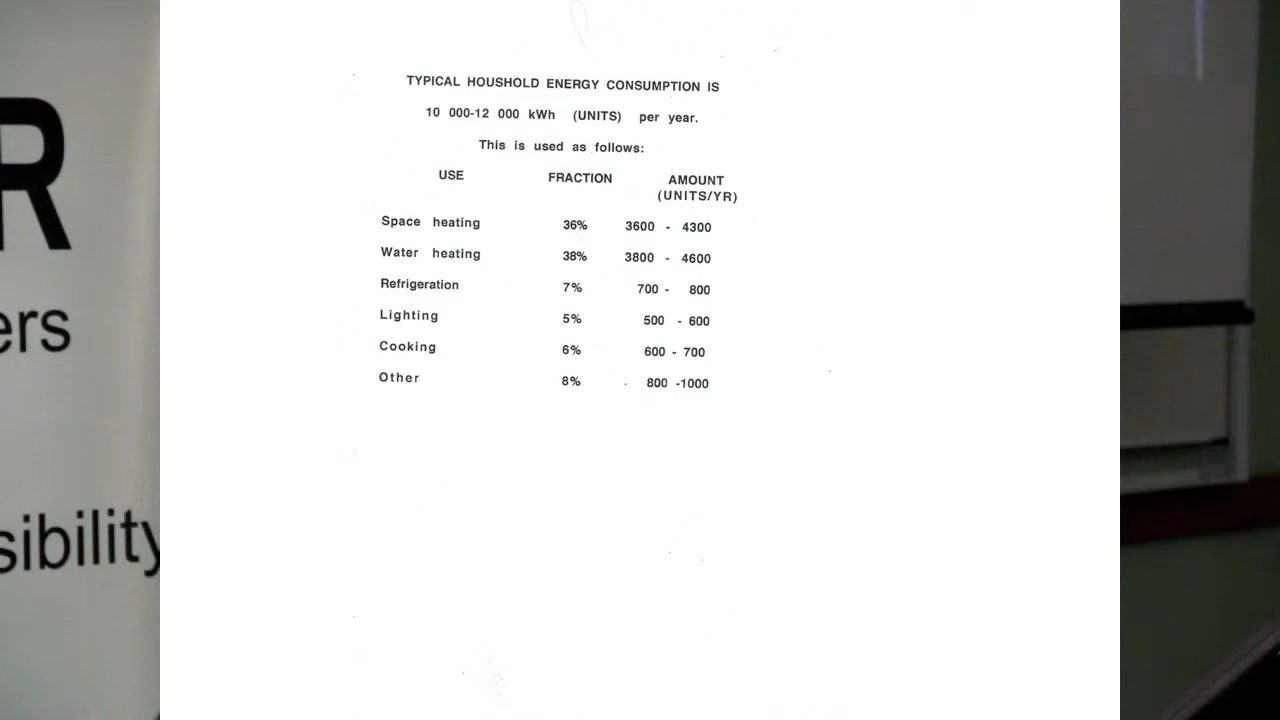 TYPICAL HOUSHOLD ENERGY CONSUMPTION IS
10 000-12 000 kWh (UNITS) per year.
This is used as follows:
USE FRACTION AMOUNT
(UNITS/YR)
Space heating 36% 3600 - 4300
Water heating 38% 3800 - 4600
Refrigeration 7% 700 - 800
Lighting 5% 500 - 600
Cooking 6% 600 - 700
Other 8% 800 -1000
R
ers
sibility